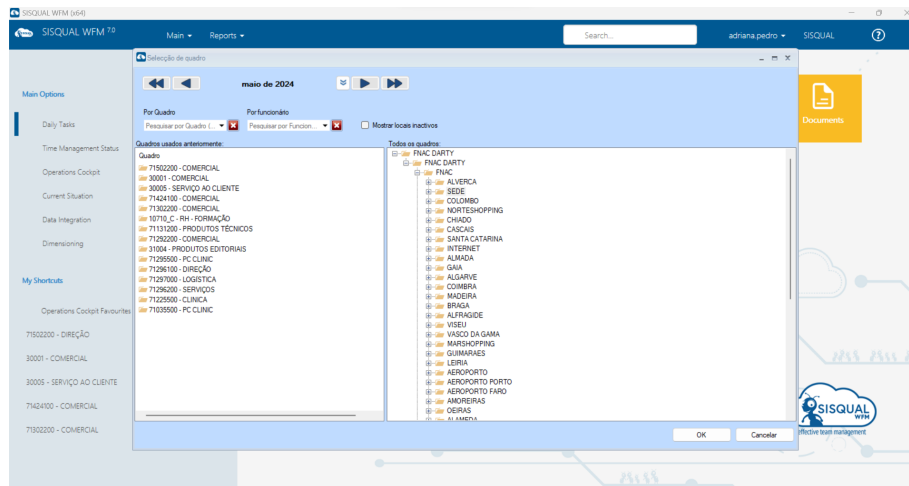 SISQUAL WFM (x64)
SISQUAL WFM 7.0
Main
Reports
Search...
adriana.pedro
SISQUAL
?
Selecção de quadro
maio de 2024
Main Options
Daily Tasks
Time Management Status
Operations Cockpit
Current Situation
Data Integration
Dimensioning
My Shortcuts
Operations Cockpit Favourites
71502200 - DIREÇÃO
30001 - COMERCIAL
30005 - SERVIÇO AO CLIENTE
71424100 - COMERCIAL
71302200 - COMERCIAL
Por Quadro
Por funcionário
Pesquisar por Quadro (...
Pesquisar por Funcion...
Mostrar locais inactivos
Quadros usados anteriormente:
Quadro
71502200 - COMERCIAL
30001 - COMERCIAL
30005 - SERVIÇO AO CLIENTE
71424100 - COMERCIAL
71302200 - COMERCIAL
10710_C - RH - FORMAÇÃO
71131200 - PRODUTOS TÉCNICOS
71292200 - COMERCIAL
31004 - PRODUTOS EDITORIAIS
71295500 - PC CLINIC
71296100 - DIREÇÃO
71297000 - LOGISTICA
71296200 - SERVIÇOS
71225500 - CLINICA
71035500 - PC CLINIC
Todos os quadros:
FNAC DARTY
FNAC DARTY
FNAC
ALVERCA
SEDE
COLOMBO
NORTESHOPPING
CHIADO
CASCAIS
SANTA CATARINA
INTERNET
ALMADA
GAIA
ALGARVE
COIMBRA
MADEIRA
BRAGA
ALFRAGIDE
VISEU
VASCO DA GAMA
MARSHOPPING
GUIMARAES
LEIRIA
AEROPORTO
AEROPORTO PORTO
AEROPORTO FARO
AMOREIRAS
OEIRAS
ALAMEDA
OK
Cancelar
Documents
SISQUAL
WFM
effective team management